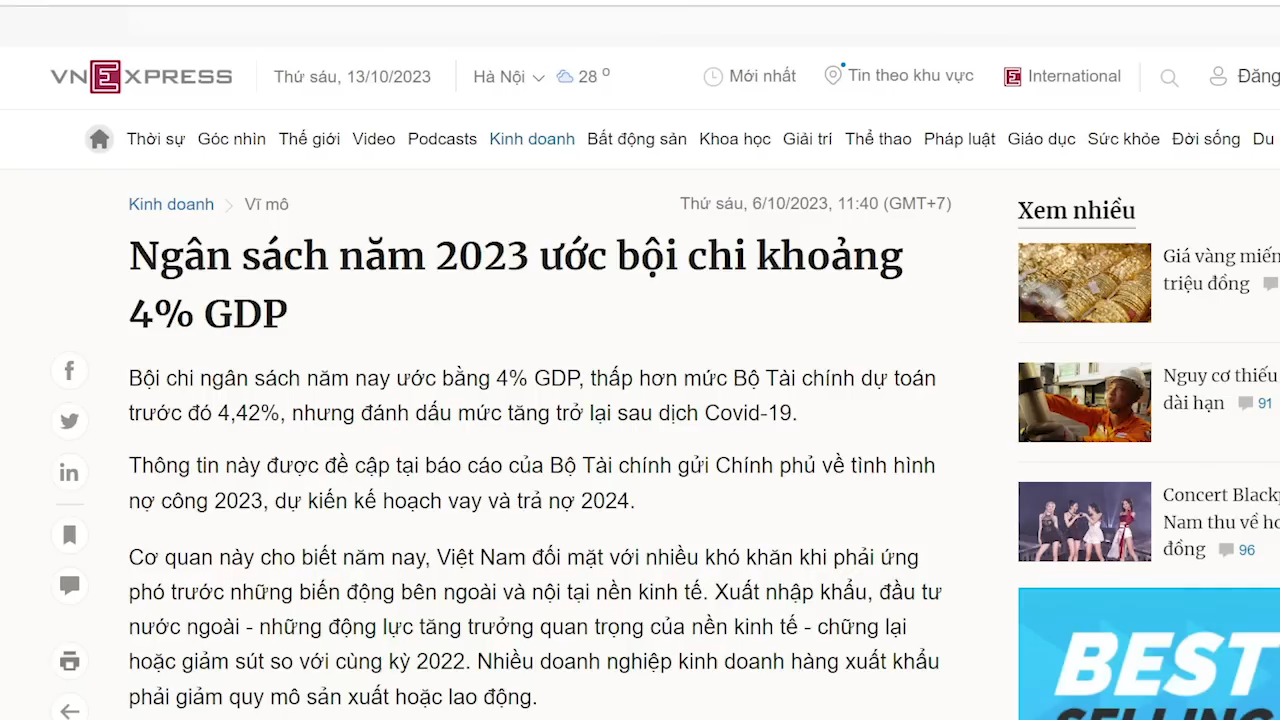 VNEXPRESS
Thứ sáu, 13/10/2023
Hà Nội
28°
Mới nhất
Tin theo khu vực
International
Đăng
Thời sự Góc nhìn Thế giới Video Podcasts Kinh doanh Bất động sản Khoa học Giải trí Thể thao Pháp luật Giáo dục Sức khỏe Đời sống Du
Kinh doanh
Vĩ mô
Thứ sáu, 6/10/2023, 11:40 (GMT+7)
Ngân sách năm 2023 ước bội chi khoảng
4% GDP
Bội chi ngân sách năm nay ước bằng 4% GDP, thấp hơn mức Bộ Tài chính dự toán
trước đó 4,42%, nhưng đánh dấu mức tăng trở lại sau dịch Covid-19.
Thông tin này được đề cập tại báo cáo của Bộ Tài chính gửi Chính phủ về tình hình
nợ công 2023, dự kiến kế hoạch vay và trả nợ 2024.
Cơ quan này cho biết năm nay, Việt Nam đối mặt với nhiều khó khăn khi phải ứng
phó trước những biến động bên ngoài và nội tại nền kinh tế. Xuất nhập khẩu, đầu tư
nước ngoài - những động lực tăng trưởng quan trọng của nền kinh tế - chững lại
hoặc giảm sút so với cùng kỳ 2022. Nhiều doanh nghiệp kinh doanh hàng xuất khẩu
phải giảm quy mô sản xuất hoặc lao động.
Xem nhiều
Giá vàng miến
triệu đồng
Nguy cơ thiếu
dài hạn 91
Concert Blackp
Nam thu về hơ
đồng 96
BEST
SELLING